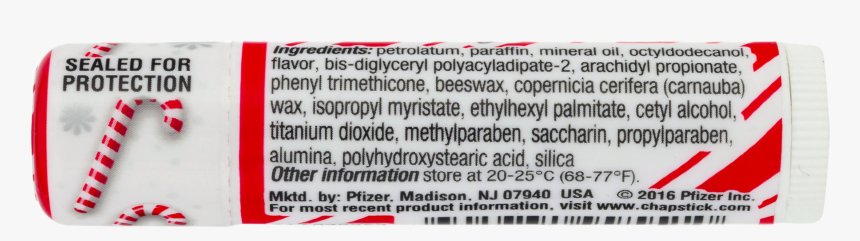 SEALED FOR
PROTECTION
Ingredients: petrolatum, paraffin, mineral oil, octyldodecanol,
flavor, bis-diglyceryl polyacyladipate-2, arachidyl propionate,
phenyl trimethicone, beeswax, copernicia cerifera (carnauba)
wax, isopropyl myristate, ethylhexyl palmitate, cetyl alcohol,
titanium dioxide, methylparaben, saccharin, propylparaben,
alumina, polyhydroxystearic acid, silica
Other information store at 20-25°C (68-77°F).
Mktd. by: Pfizer, Madison, NJ 07940 USA © 2016 Pfizer Inc.
For most recent product information, visit www.chapstick.com